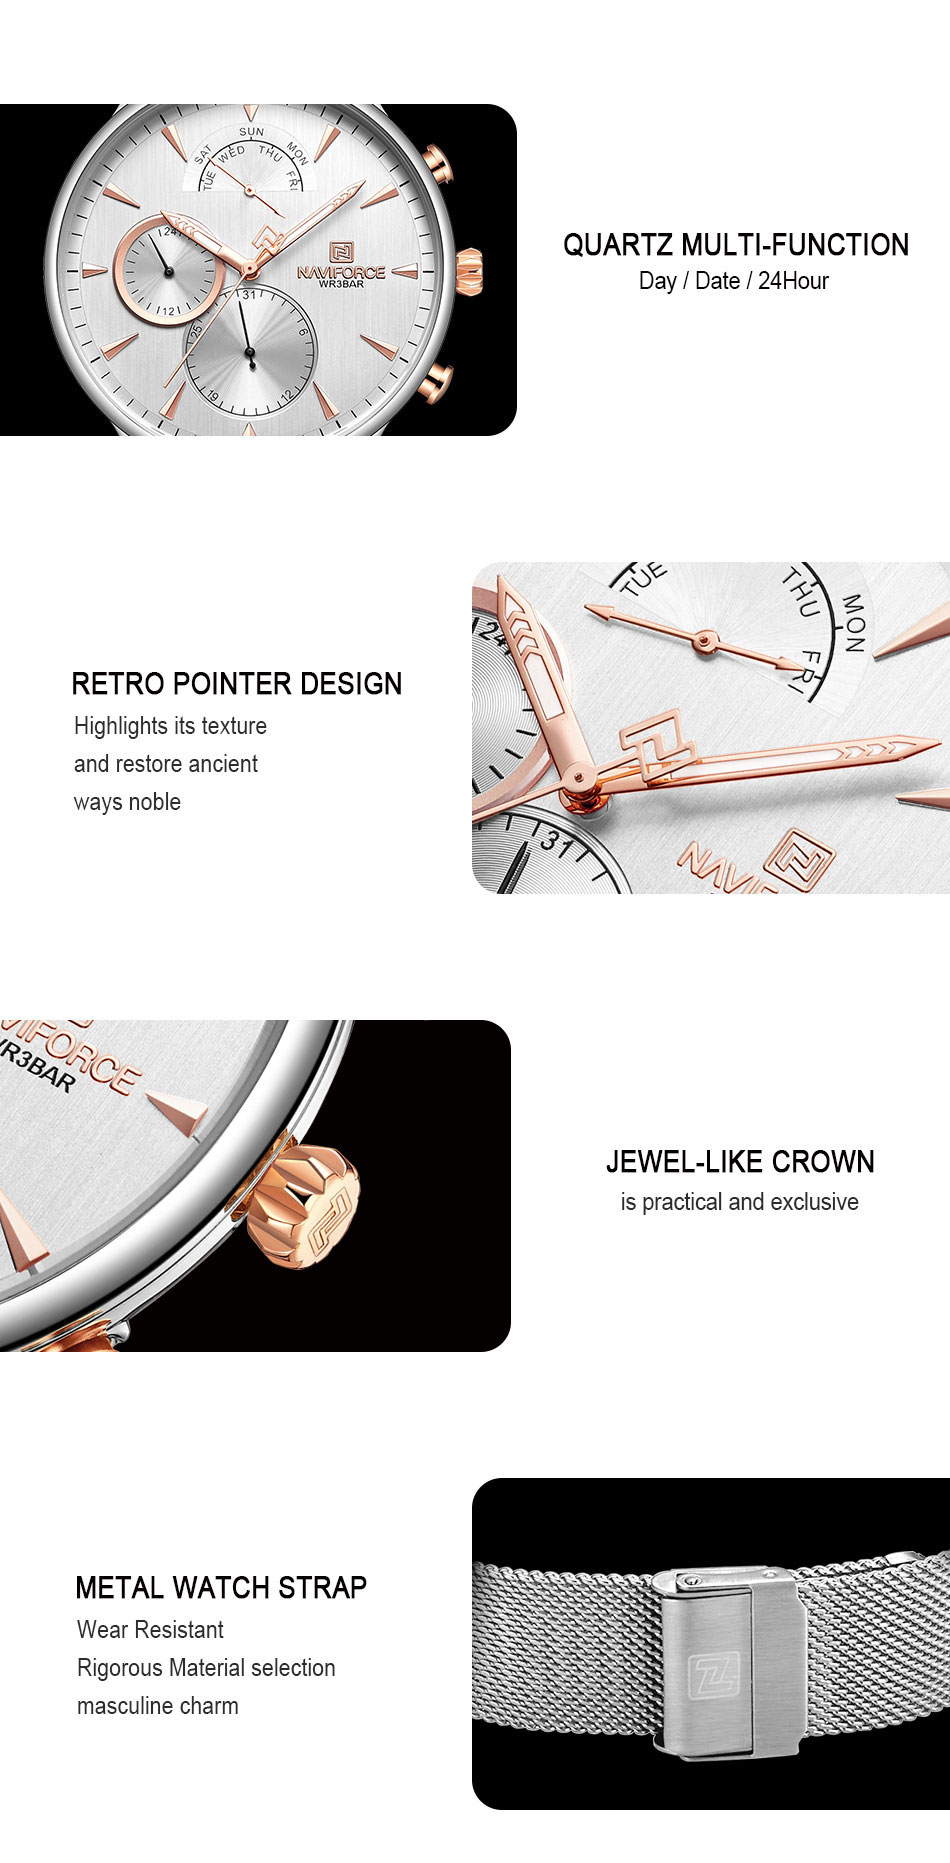 SUN
SAT
MON
WED
THU
TUE
FRI
24
NAVIFORCE
WR3BAR
12
31
25
6
19
12
QUARTZ MULTI-FUNCTION
Day / Date / 24Hour
TUE
THU
MON
FRI
24
31
RETRO POINTER DESIGN
Highlights its texture
and restore ancient
ways noble
JEWEL-LIKE CROWN
is practical and exclusive
METAL WATCH STRAP
Wear Resistant
Rigorous Material selection
masculine charm